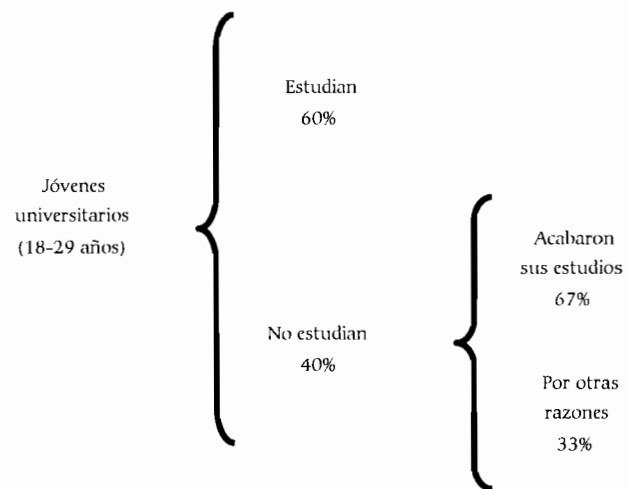 Jóvenes
universitarios
(18-29 años)
Estudian
60%
No estudian
40%
Acabaron
sus estudios
67%
Por otras
razones
33%